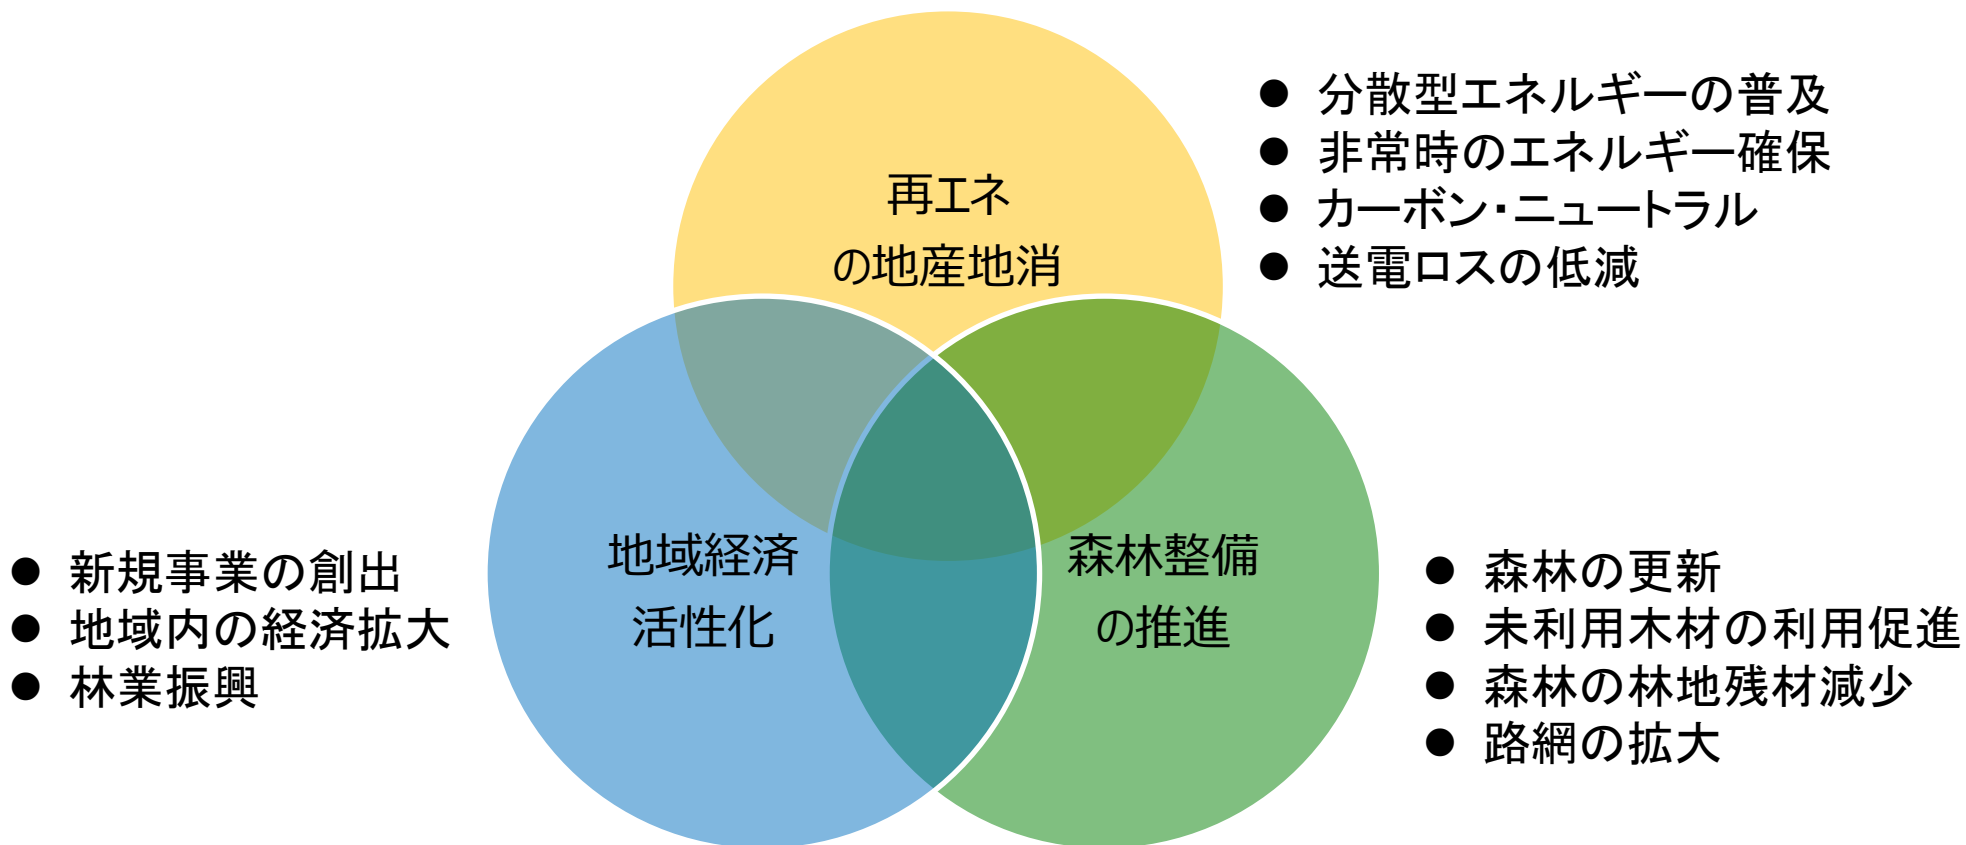 再エネ
の地産地消
● 分散型エネルギーの普及
● 非常時のエネルギー確保
● カーボン・ニュートラル
● 送電ロスの低減
地域経済
活性化
● 新規事業の創出
● 地域内の経済拡大
● 林業振興
森林整備
の推進
● 森林の更新
● 未利用木材の利用促進
● 森林の林地残材減少
● 路網の拡大